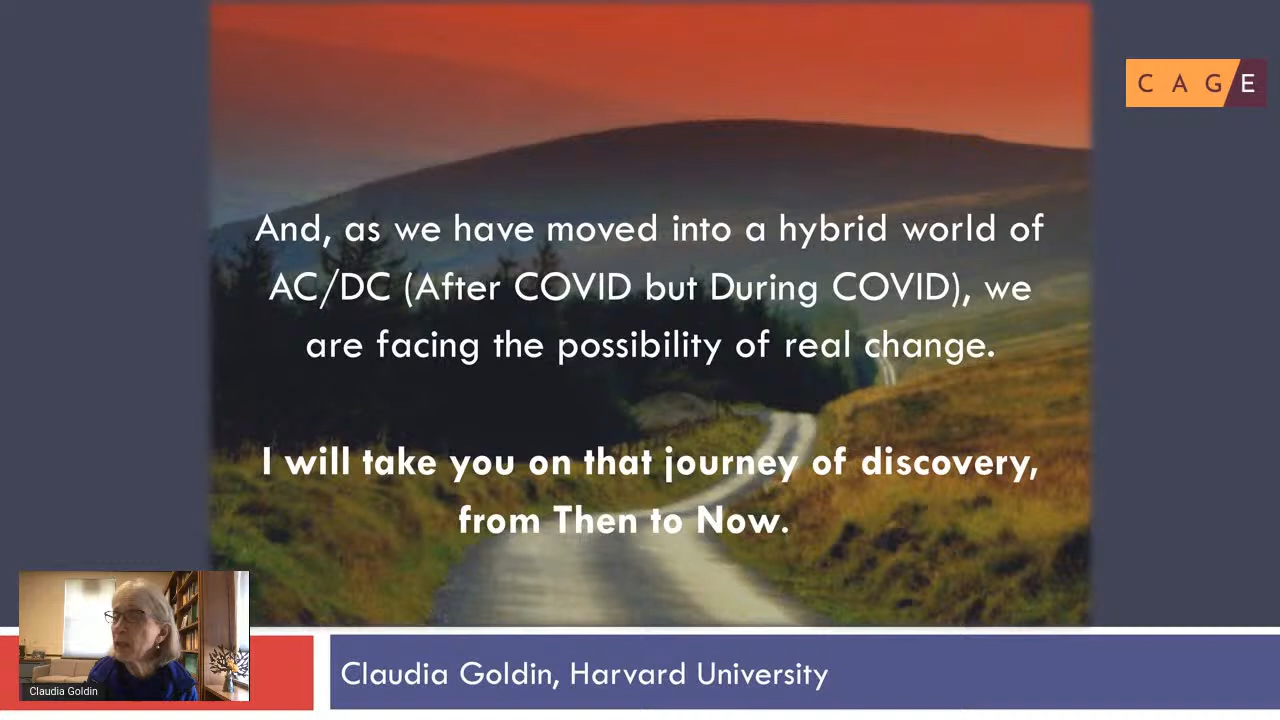 C A G E
And, as we have moved into a hybrid world of
AC/DC (After COVID but During COVID), we
are facing the possibility of real change.
I will take you on that journey of discovery,
from Then to Now.
Claudia Goldin
Claudia Goldin, Harvard University